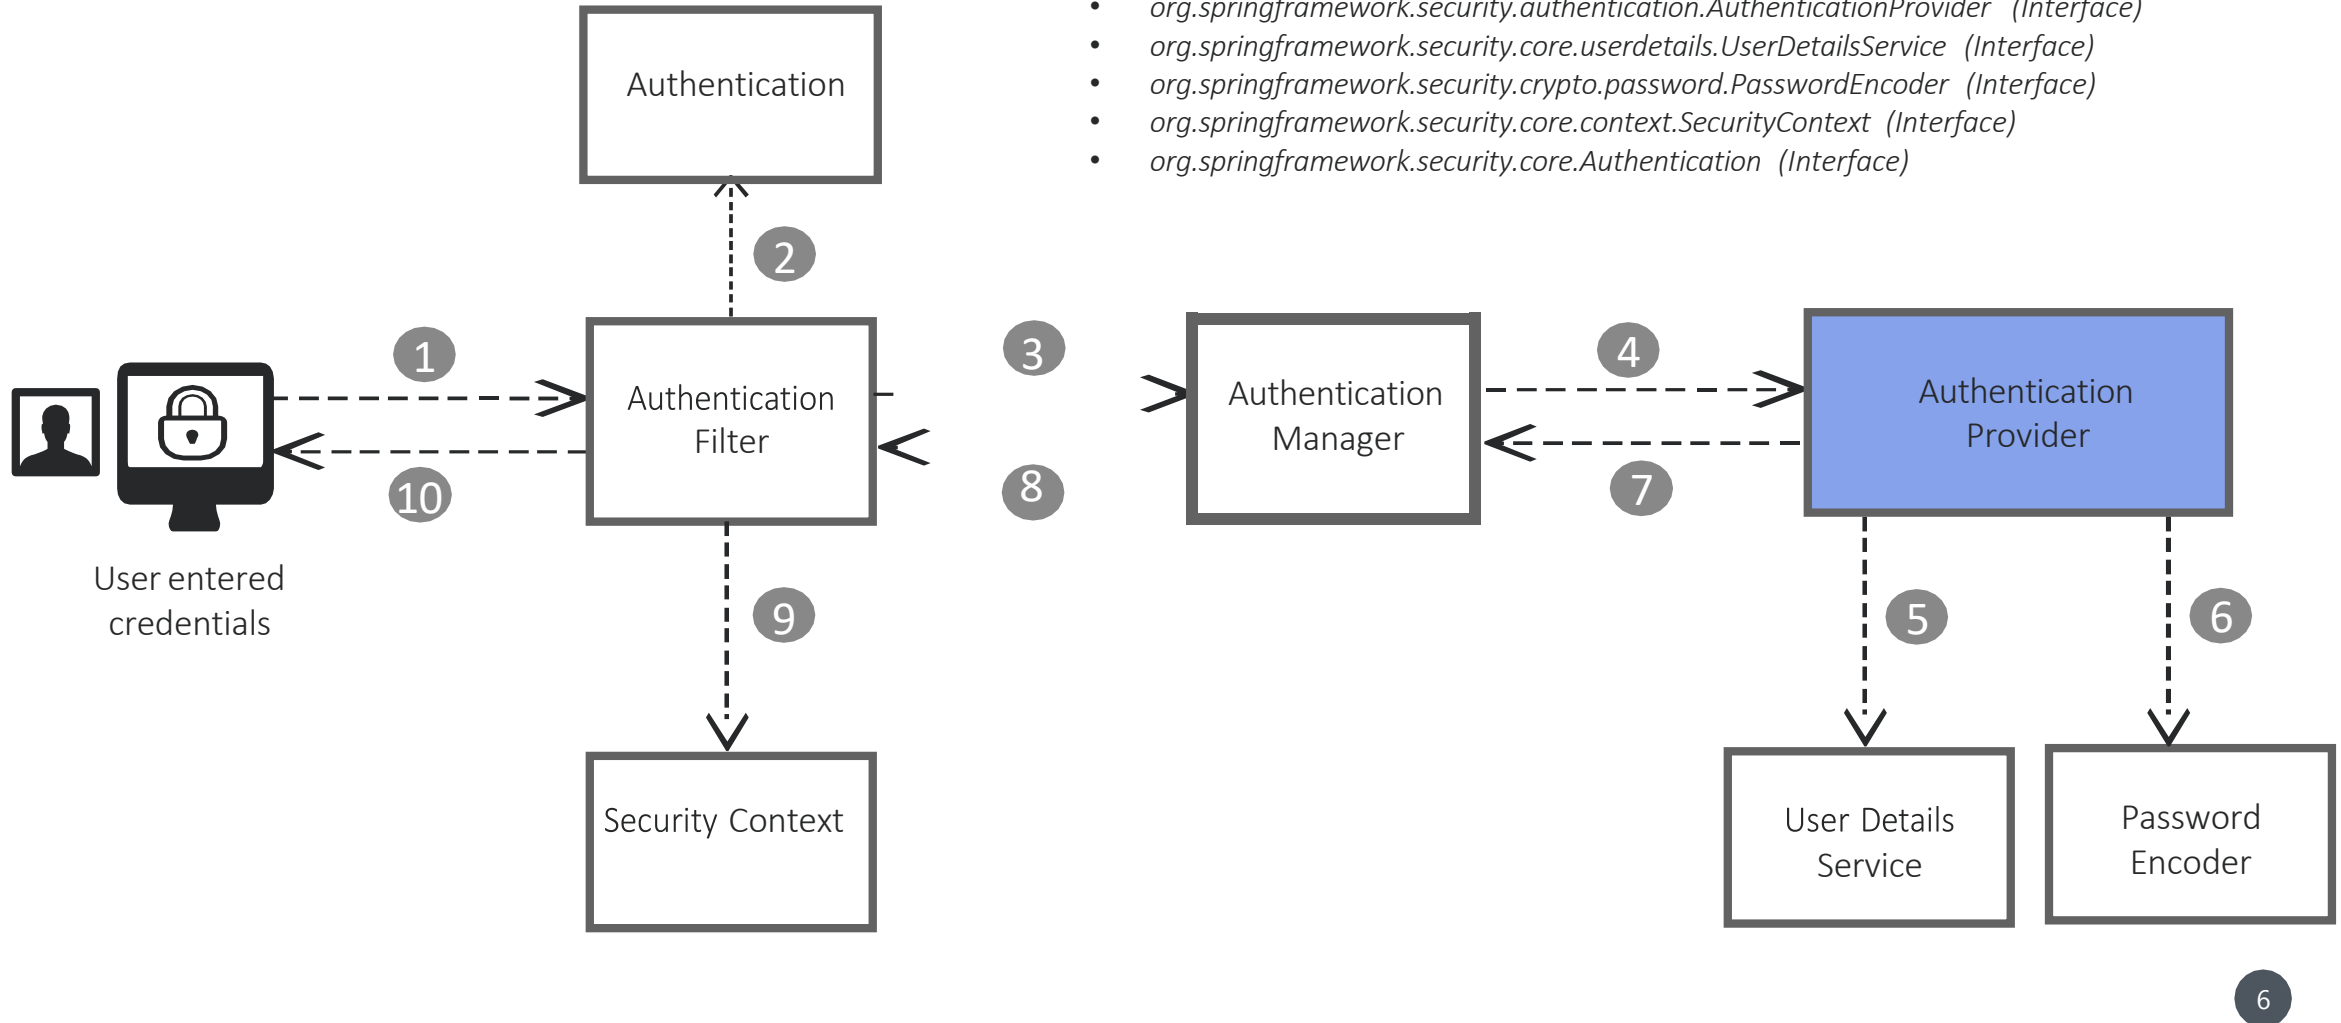 • org.springframework.security.authentication.AuthenticationProvider (Interface)
• org.springframework.security.core.userdetails.UserDetailsService (Interface)
• org.springframework.security.crypto.password.PasswordEncoder (Interface)
• org.springframework.security.core.context.SecurityContext (Interface)
• org.springframework.security.core.Authentication (Interface)
Authentication
2
1
3
4
Authentication
Filter
Authentication
Manager
Authentication
Provider
10
8
7
User entered
credentials
9
5
6
Security Context
User Details
Service
Password
Encoder
6